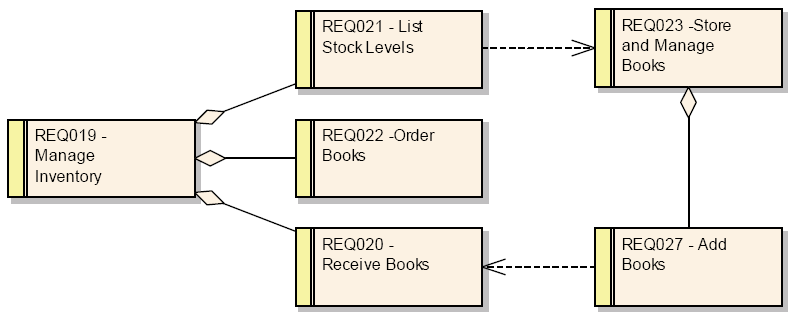 REQ021 - List
Stock Levels
REQ023 -Store
and Manage
Books
REQ019 -
Manage
Inventory
REQ022 -Order
Books
REQ020 -
Receive Books
REQ027 - Add
Books